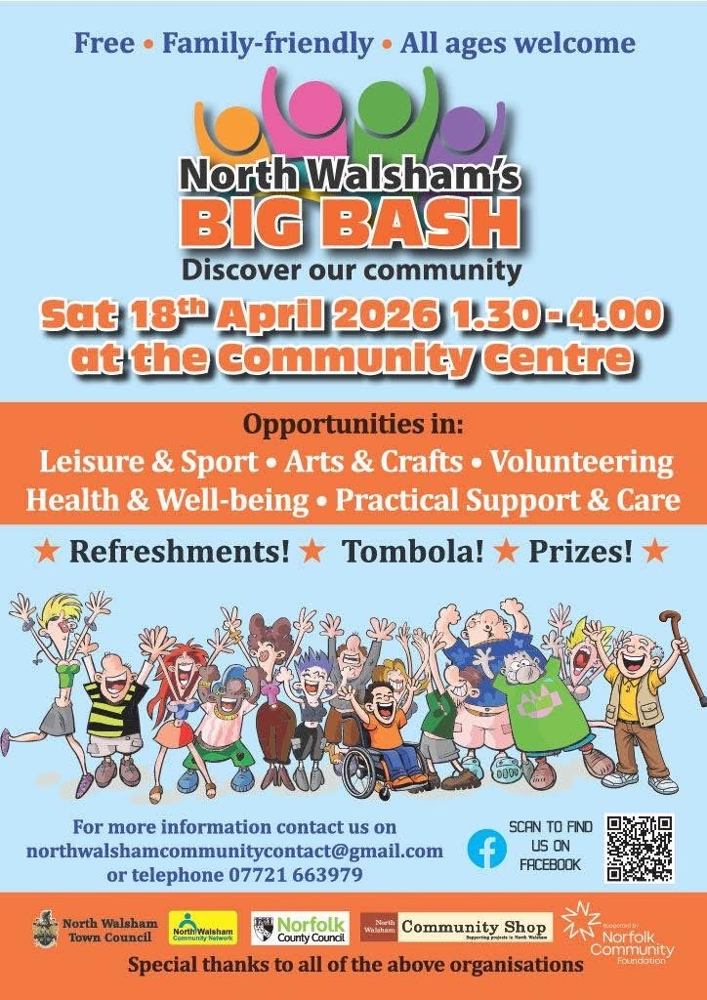 Free • Family-friendly • All ages welcome
North Walsham's
BIG BASH
Discover our community
Sat 18th April 2026 1.30 - 4.00
at the Community Centre
Opportunities in:
Leisure & Sport • Arts & Crafts • Volunteering
Health & Well-being • Practical Support & Care
★ Refreshments! ★ Tombola! ★ Prizes! ★
For more information contact us on
northwalshamcommunitycontact@gmail.com
or telephone 07721 663979
SCAN TO FIND
US ON
FACEBOOK
North Walsham
Town Council
North Walsham
Community Network
Norfolk
County Council
North
Walsham
Community Shop
Supporting projects in North Walsham
Supported by
Norfolk
Community
Foundation
Special thanks to all of the above organisations